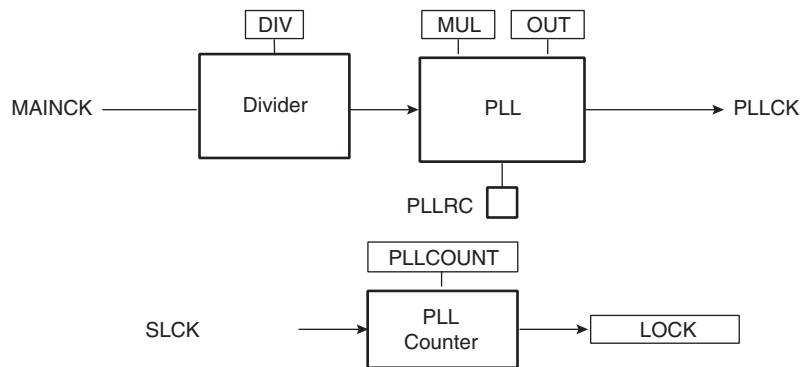 DIV
MUL
OUT
MAINCK
Divider
PLL
PLLCK
PLLRC
PLLCOUNT
SLCK
PLL
Counter
LOCK